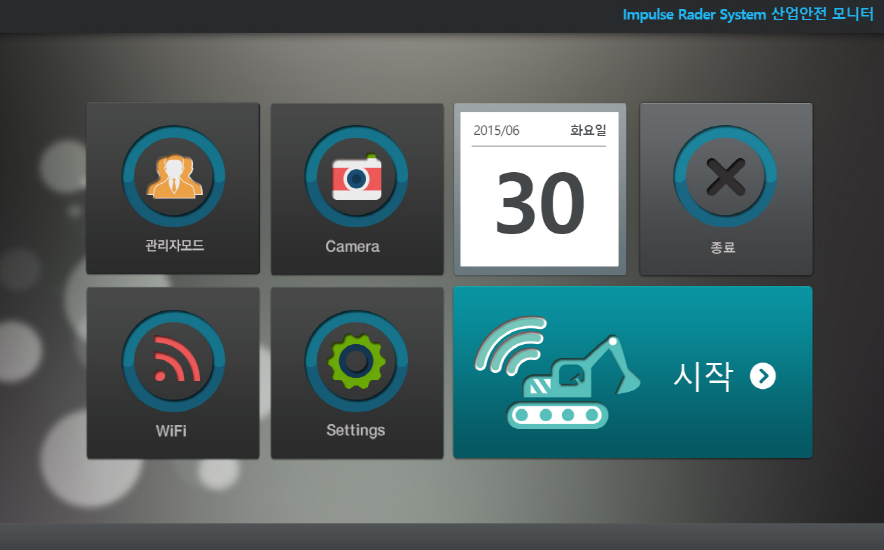 Impulse Rader System 산업안전 모니터
관리자모드
Camera
2015/06 화요일
30
종료
WiFi
Settings
시작